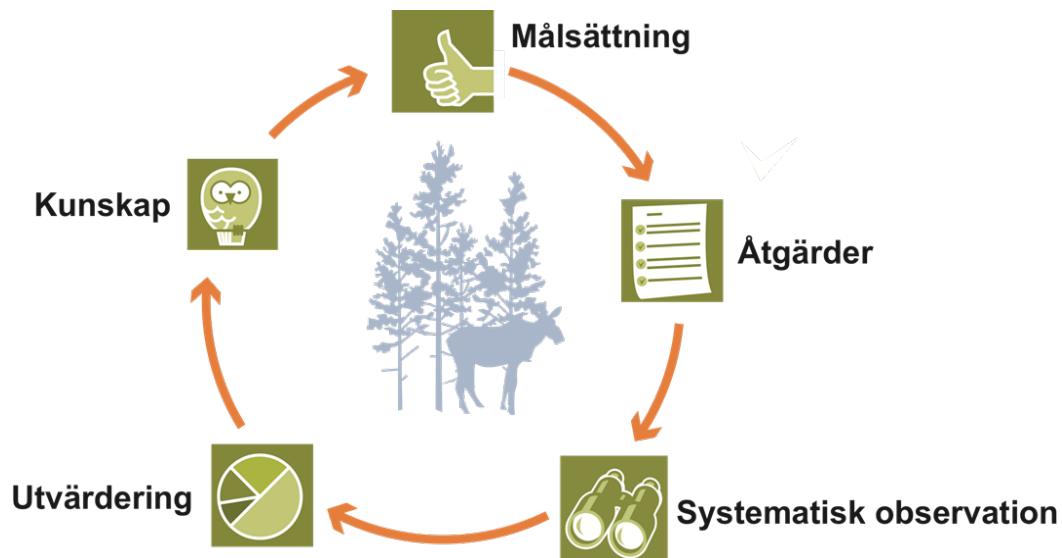 Målsättning
Åtgärder
Systematisk observation
Utvärdering
Kunskap